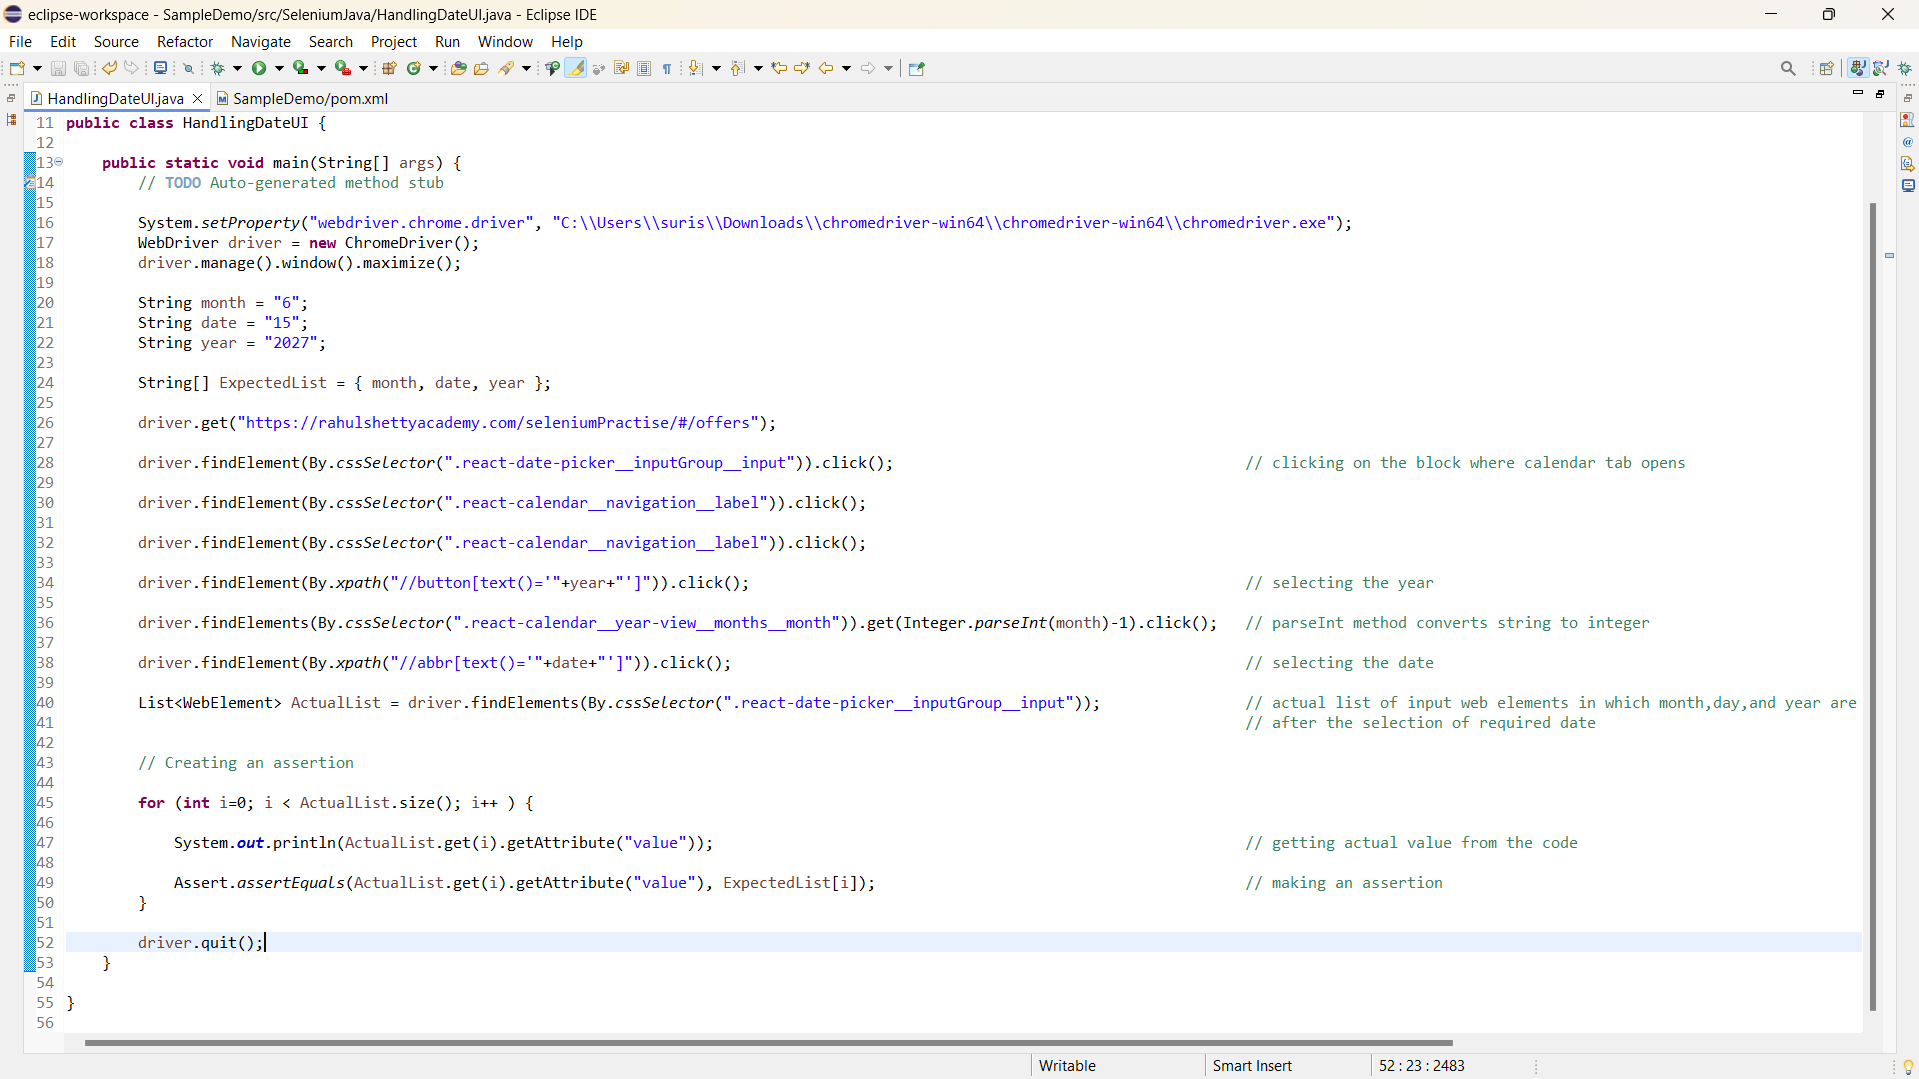 eclipse-workspace - SampleDemo/src/SeleniumJava/HandlingDateUI.java - Eclipse IDE
File Edit Source Refactor Navigate Search Project Run Window Help
HandlingDateUI.java SampleDemo/pom.xml
11 public class HandlingDateUI {
12
13 public static void main(String[] args) {
14 // TODO Auto-generated method stub
15
16 System.setProperty("webdriver.chrome.driver", "C:\\Users\\suris\\Downloads\\chromedriver-win64\\chromedriver-win64\\chromedriver.exe");
17 WebDriver driver = new ChromeDriver();
18 driver.manage().window().maximize();
19
20 String month = "6";
21 String date = "15";
22 String year = "2027";
23
24 String[] ExpectedList = { month, date, year };
25
26 driver.get("https://rahulshettyacademy.com/seleniumPractise/#/offers");
27
28 driver.findElement(By.cssSelector(".react-date-picker__inputGroup__input")).click(); // clicking on the block where calendar tab opens
29
30 driver.findElement(By.cssSelector(".react-calendar__navigation__label")).click();
31
32 driver.findElement(By.cssSelector(".react-calendar__navigation__label")).click();
33
34 driver.findElement(By.xpath("//button[text()='"+year+"']")).click(); // selecting the year
35
36 driver.findElements(By.cssSelector(".react-calendar__year-view__months__month")).get(Integer.parseInt(month)-1).click(); // parseInt method converts string to integer
37
38 driver.findElement(By.xpath("//abbr[text()='"+date+"']")).click(); // selecting the date
39
40 List<WebElement> ActualList = driver.findElements(By.cssSelector(".react-date-picker__inputGroup__input")); // actual list of input web elements in which month,day,and year are
41 // after the selection of required date
42
43 // Creating an assertion
44
45 for (int i=0; i < ActualList.size(); i++ ) {
46
47 System.out.println(ActualList.get(i).getAttribute("value")); // getting actual value from the code
48
49 Assert.assertEquals(ActualList.get(i).getAttribute("value"), ExpectedList[i]); // making an assertion
50 }
51
52 driver.quit();
53 }
54
55 }
56
Writable Smart Insert 52 : 23 : 2483